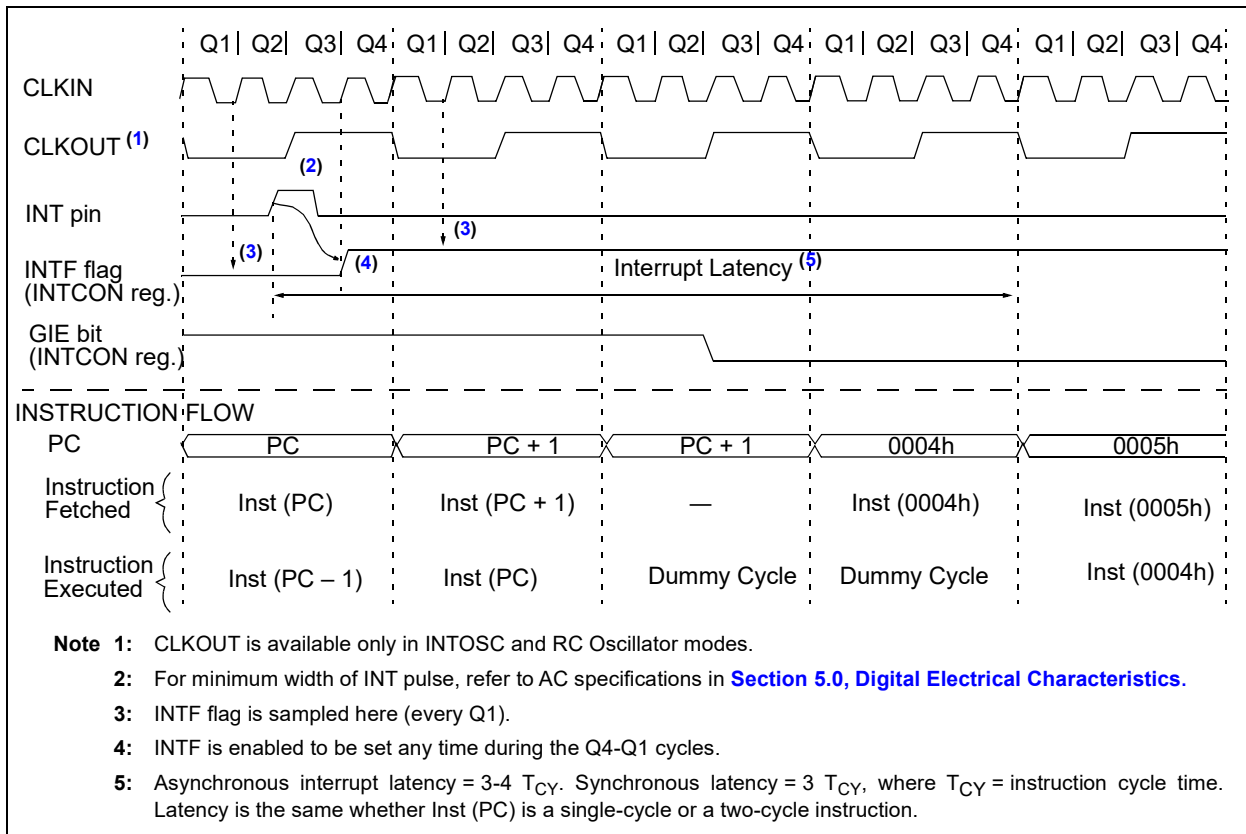 Q1| Q2| Q3| Q4 Q1| Q2| Q3| Q4 Q1| Q2| Q3| Q4 Q1| Q2| Q3| Q4 Q1| Q2| Q3| Q4
CLKIN
CLKOUT (1)
(2)
INT pin
(3)
(3)
INTF flag
(INTCON reg.)
(4)
Interrupt Latency (5)
GIE bit
(INTCON reg.)
INSTRUCTION FLOW
PC PC PC + 1 PC + 1 0004h 0005h
Instruction
Fetched
Inst (PC) Inst (PC + 1) — Inst (0004h) Inst (0005h)
Instruction
Executed
Inst (PC – 1) Inst (PC) Dummy Cycle Dummy Cycle Inst (0004h)
Note 1: CLKOUT is available only in INTOSC and RC Oscillator modes.
2: For minimum width of INT pulse, refer to AC specifications in Section 5.0, Digital Electrical Characteristics.
3: INTF flag is sampled here (every Q1).
4: INTF is enabled to be set any time during the Q4-Q1 cycles.
5: Asynchronous interrupt latency = 3-4 TCY. Synchronous latency = 3 TCY, where TCY = instruction cycle time.
Latency is the same whether Inst (PC) is a single-cycle or a two-cycle instruction.